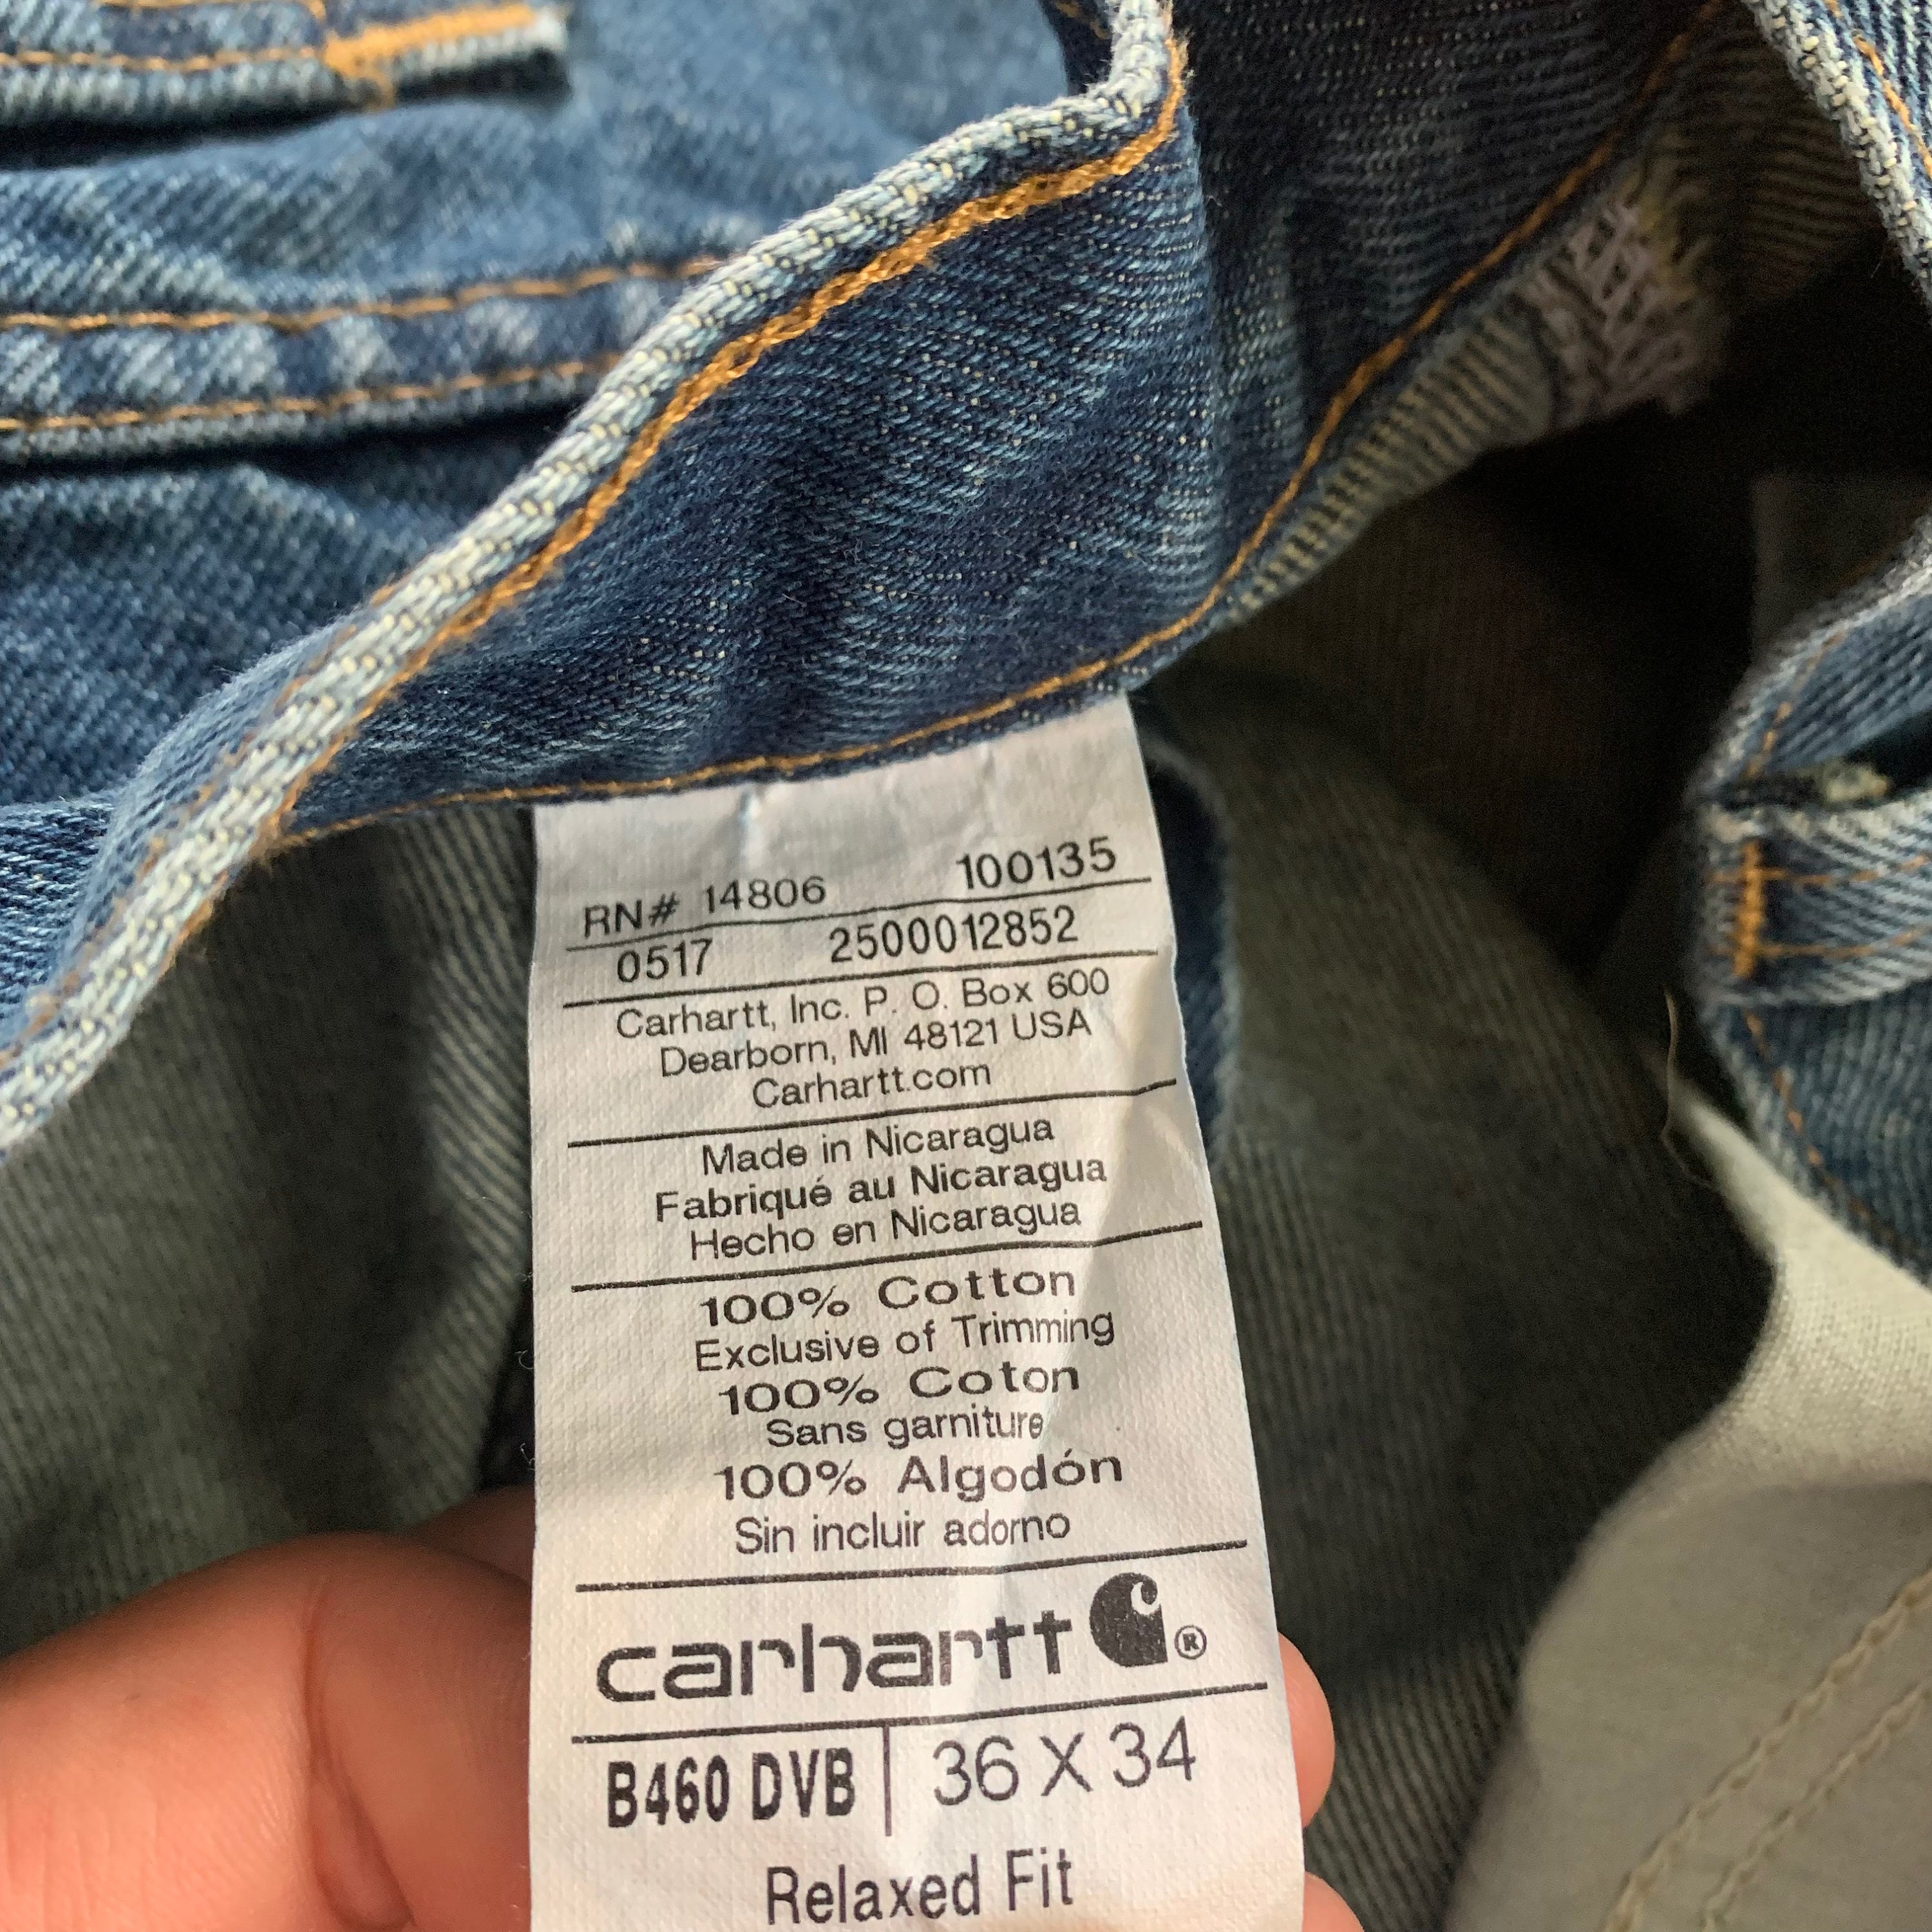 RN# 14806 100135
0517 2500012852
Carhartt, Inc. P. O. Box 600
Dearborn, MI 48121 USA
Carhartt.com
Made in Nicaragua
Fabriqué au Nicaragua
Hecho en Nicaragua
100% Cotton
Exclusive of Trimming
100% Coton
Sans garniture
100% Algodón
Sin incluir adorno
carhartt ®
B460 DVB | 36 X 34
Relaxed Fit